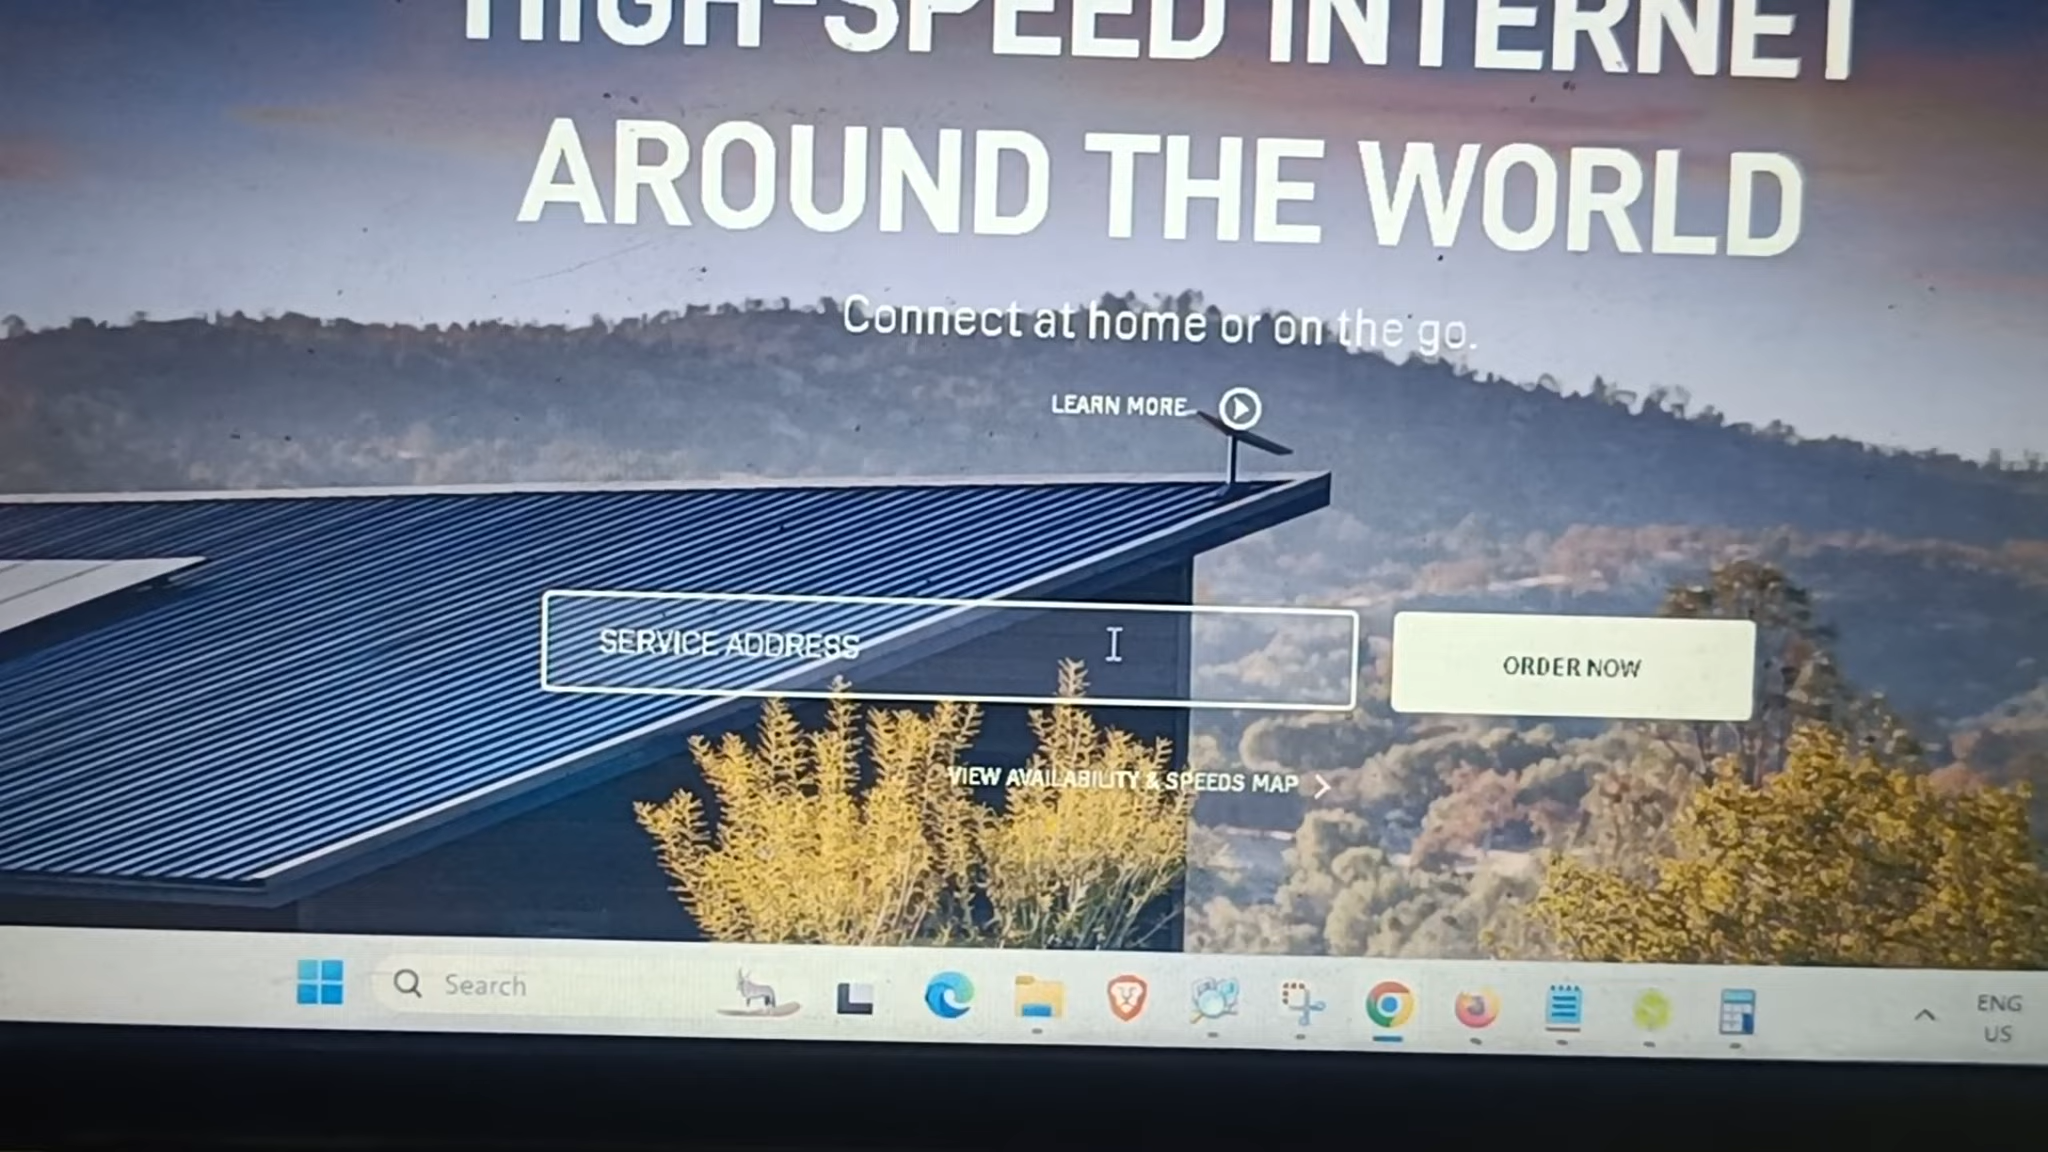 HIGH-SPEED INTERNET
AROUND THE WORLD
Connect at home or on the go.
LEARN MORE
SERVICE ADDRESS
ORDER NOW
VIEW AVAILABILITY & SPEEDS MAP
Search
ENG
US